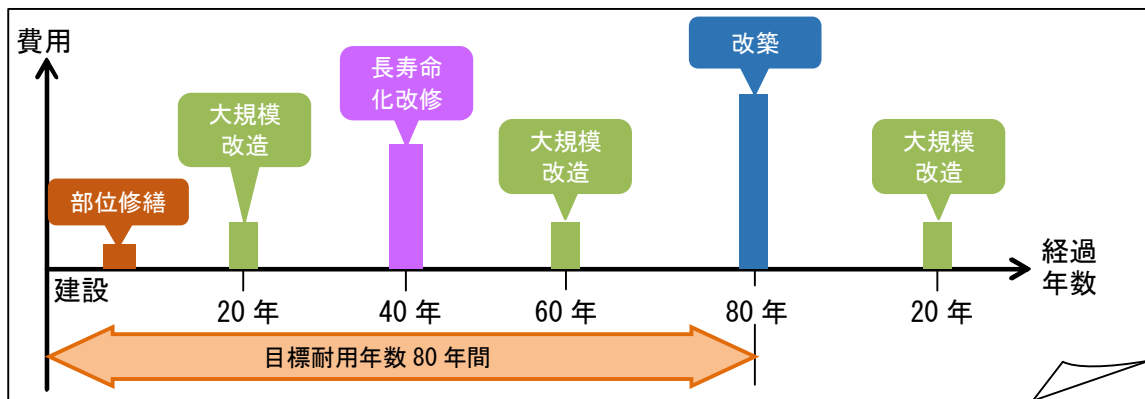 費用
改築
長寿命
化改修
大規模
改造
大規模
改造
大規模
改造
部位修繕
経過
年数
建設
20 年
40 年
60 年
80 年
20 年
目標耐用年数 80 年間